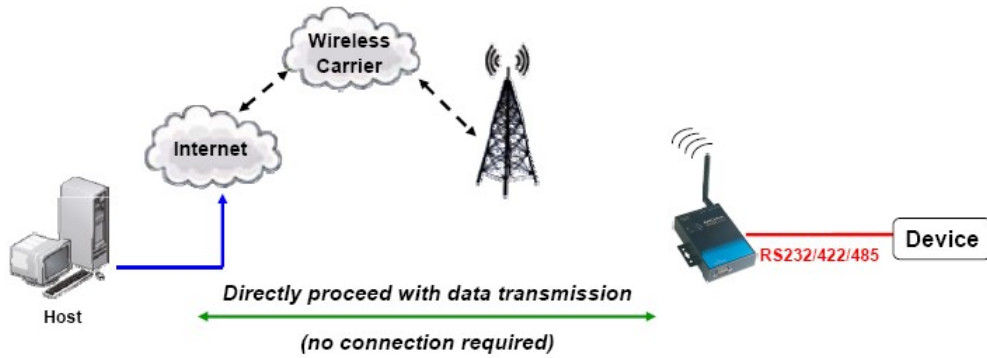 Wireless
Carrier
Internet
RS232/422/485
Device
Host
Directly proceed with data transmission
(no connection required)